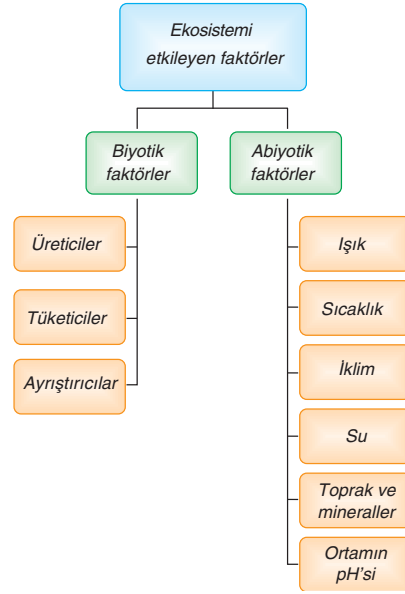 Ekosistemi
etkileyen faktörler
Biyotik
faktörler
Abiyotik
faktörler
Üreticiler
Tüketiciler
Ayrıştırıcılar
Işık
Sıcaklık
İklim
Su
Toprak ve
mineraller
Ortamın
pH'si